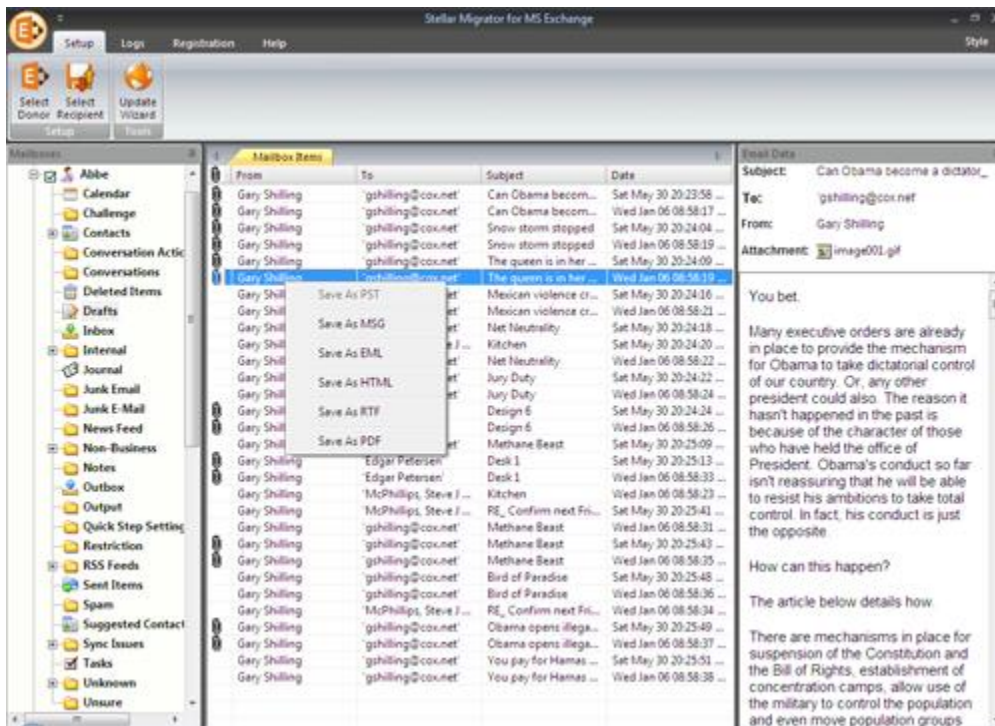 Stellar Migrator for MS Exchange
Setup Logs Registration Help Style
Select Donor
Select Recipient
Update Wizard
Setup
Tools
Mailboxes
Abbe
Calendar
Challenge
Contacts
Conversation Actic
Conversations
Deleted Items
Drafts
Inbox
Internal
Journal
Junk Email
Junk E-Mail
News Feed
Non-Business
Notes
Outbox
Output
Quick Step Setting
Restriction
RSS Feeds
Sent Items
Spam
Suggested Contact
Sync Issues
Tasks
Unknown
Unsure
Mailbox Items
From To Subject Date
Gary Shilling 'gshilling@cox.net' Can Obama becom... Sat May 30 20:23:58 ...
Gary Shilling 'gshilling@cox.net' Can Obama becom... Wed Jan 06 08:58:17 ...
Gary Shilling 'gshilling@cox.net' Snow storm stopped Sat May 30 20:24:04 ...
Gary Shilling 'gshilling@cox.net' Snow storm stopped Wed Jan 06 08:58:19 ...
Gary Shilling 'gshilling@cox.net' The queen is in her ... Sat May 30 20:24:09 ...
Gary Shilling 'gshilling@cox.net' The queen is in her ... Wed Jan 06 08:58:19 ...
Gary Shill et' Mexican violence cr... Sat May 30 20:24:16 ...
Gary Shill et' Mexican violence cr... Wed Jan 06 08:58:21 ...
Gary Shill et' Net Neutrality Sat May 30 20:24:18 ...
Gary Shill e J ... Kitchen Sat May 30 20:24:20 ...
Gary Shill et' Net Neutrality Wed Jan 06 08:58:22 ...
Gary Shill et' Jury Duty Sat May 30 20:24:22 ...
Gary Shill et' Jury Duty Wed Jan 06 08:58:24 ...
Gary Shill Design 6 Sat May 30 20:24:24 ...
Gary Shill Design 6 Wed Jan 06 08:58:26 ...
Gary Shill et' Methane Beast Sat May 30 20:25:09 ...
Gary Shilling 'Edgar Petersen' Desk 1 Sat May 30 20:25:13 ...
Gary Shilling 'Edgar Petersen' Desk 1 Wed Jan 06 08:58:33 ...
Gary Shilling 'McPhillips, Steve J ... Kitchen Wed Jan 06 08:58:23 ...
Gary Shilling 'McPhillips, Steve J ... RE_ Confirm next Fri... Sat May 30 20:25:41 ...
Gary Shilling 'gshilling@cox.net' Methane Beast Wed Jan 06 08:58:31 ...
Gary Shilling 'gshilling@cox.net' Methane Beast Sat May 30 20:25:43 ...
Gary Shilling 'gshilling@cox.net' Methane Beast Wed Jan 06 08:58:35 ...
Gary Shilling 'gshilling@cox.net' Bird of Paradise Sat May 30 20:25:48 ...
Gary Shilling 'gshilling@cox.net' Bird of Paradise Wed Jan 06 08:58:36 ...
Gary Shilling 'McPhillips, Steve J ... RE_ Confirm next Fri... Wed Jan 06 08:58:34 ...
Gary Shilling 'gshilling@cox.net' Obama opens illega... Sat May 30 20:25:49 ...
Gary Shilling 'gshilling@cox.net' Obama opens illega... Wed Jan 06 08:58:37 ...
Gary Shilling 'gshilling@cox.net' You pay for Hamas ... Sat May 30 20:25:51 ...
Gary Shilling 'gshilling@cox.net' You pay for Hamas ... Wed Jan 06 08:58:38 ...
Save As PST
Save As MSG
Save As EML
Save As HTML
Save As RTF
Save As PDF
Email Data
Subject: Can Obama become a dictator_
To: 'gshilling@cox.net'
From: Gary Shilling
Attachment: image001.gif
You bet.
Many executive orders are already
in place to provide the mechanism
for Obama to take dictatorial control
of our country. Or, any other
president could also. The reason it
hasn't happened in the past is
because of the character of those
who have held the office of
President. Obama's conduct so far
isn't reassuring that he will be able
to resist his ambitions to take total
control. In fact, his conduct is just
the opposite.
How can this happen?
The article below details how.
There are mechanisms in place for
suspension of the Constitution and
the Bill of Rights, establishment of
concentration camps, allow use of
the military to control the population
and even move population groups